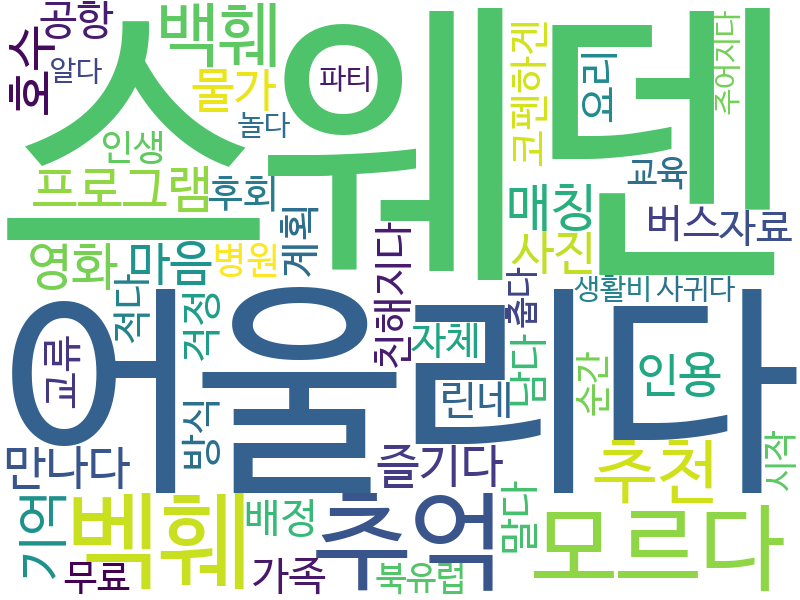 스웨덴
어울리다
공항
호수
알다
백훼
물가
파티
놀다
인생
프로그램
후회
코펜하겐
요리
추어지다
교육
매칭
버스
자료
영화
마음
병원
계획
사진
생활비
사귀다
적다
걱정
친해지다
춥다
교류
자체
남다
순간
인용
린네
방식
만나다
즐기다
추천
시작
기억
벡훼
배정
추억
말다
모르다
무료
가족
북유럽